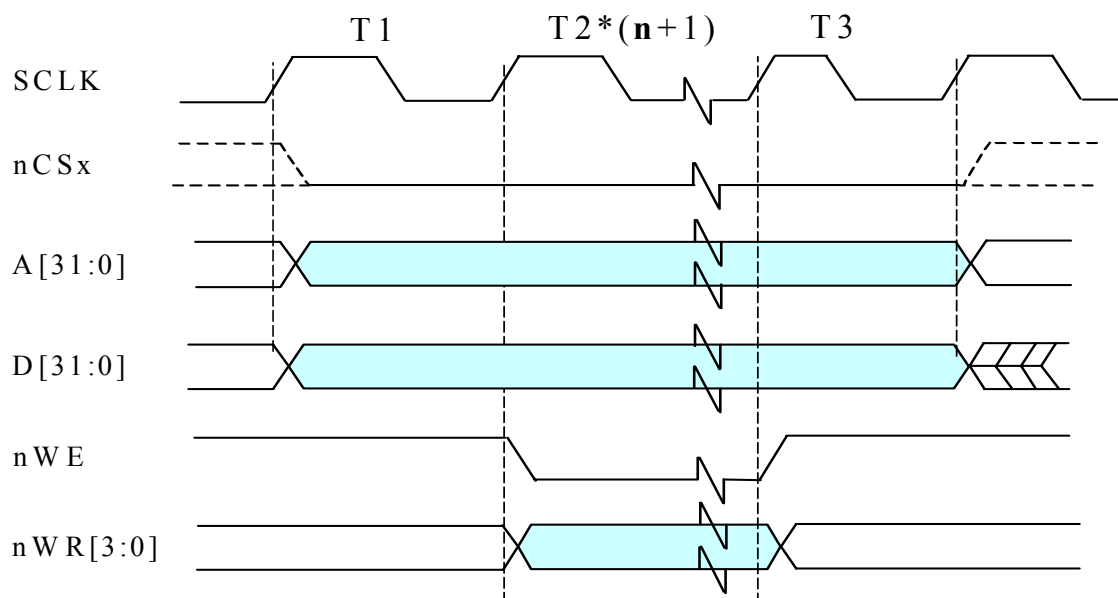 T1 T2*(n+1) T3
SCLK
nCSx
A[31:0]
D[31:0]
nWE
nWR[3:0]